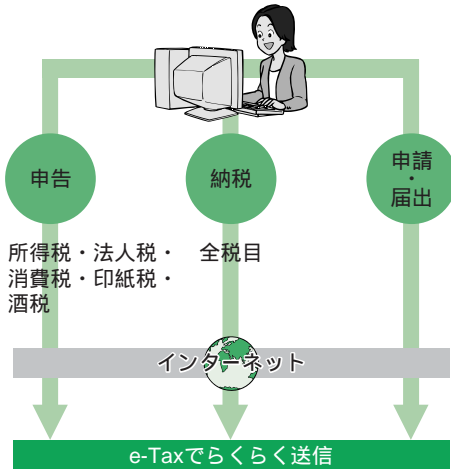 申告
納税
申請
・
届出
所得税・法人税・
消費税・印紙税・
酒税
全税目
インターネット
e-Taxでらくらく送信